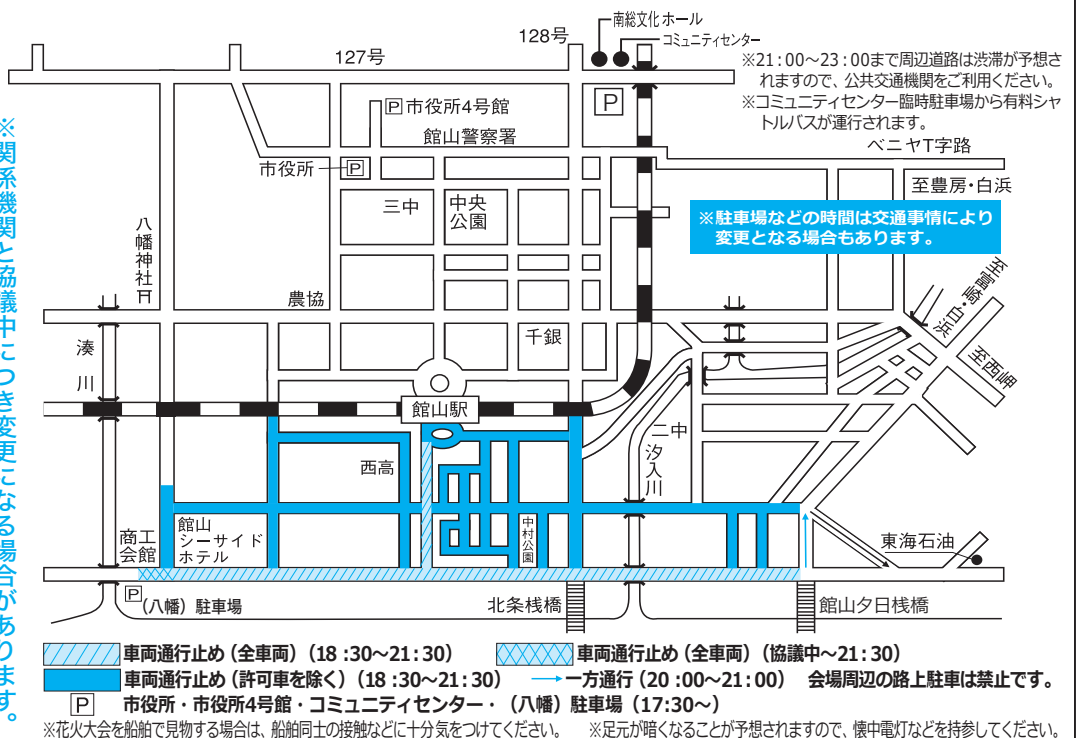 南総文化ホール
128号
コミュニティセンター
127号
※21:00～23:00まで周辺道路は渋滞が予想さ
れますので、公共交通機関をご利用ください。
※コミュニティセンター臨時駐車場から有料シャ
トルバスが運行されます。
P
P市役所4号館
館山警察署
ベニヤT字路
市役所
P
至豊房・白浜
三中
中央
公園
※駐車場などの時間は交通事情により
変更となる場合もあります。
八幡神社
至富崎・白浜
農協
千銀
湊川
至西岬
館山駅
二中
汐入川
西高
商工
会館
館山
シーサイド
ホテル
中村公園
東海石油
P
(八幡) 駐車場
北条桟橋
館山夕日桟橋
※関係機関と協議中につき変更になる場合があります。
車両通行止め (全車両) (18:30～21:30)
車両通行止め (全車両) (協議中～21:30)
車両通行止め (許可車を除く) (18:30～21:30)
一方通行 (20:00～21:00) 会場周辺の路上駐車は禁止です。
P 市役所・市役所4号館・コミュニティセンター・(八幡) 駐車場 (17:30～)
※花火大会を船舶で見物する場合は、船舶同士の接触などに十分気をつけてください。
※足元が暗くなることが予想されますので、懐中電灯などを持参してください。